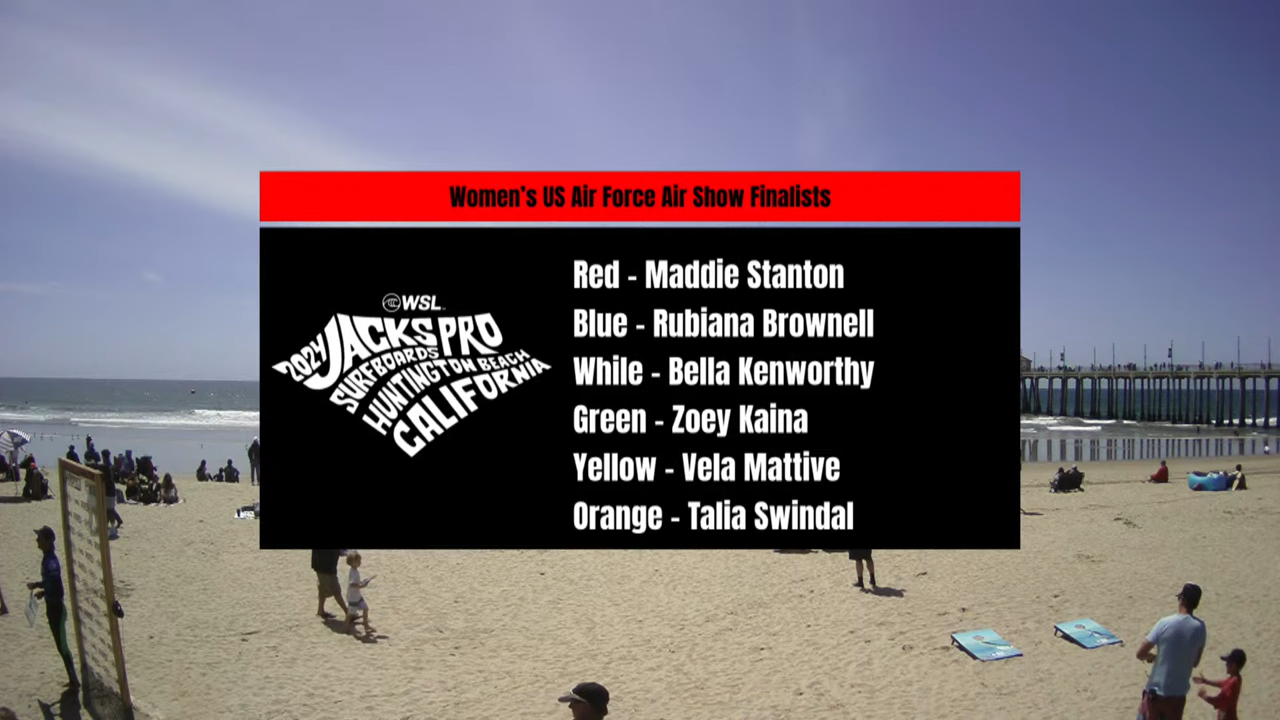 Women's US Air Force Air Show Finalists
WSL
2024 JACKS PRO
SURFBOARDS
HUNTINGTON BEACH
CALIFORNIA
Red - Maddie Stanton
Blue - Rubiana Brownell
While - Bella Kenworthy
Green - Zoey Kaina
Yellow - Vela Mattive
Orange - Talia Swindal